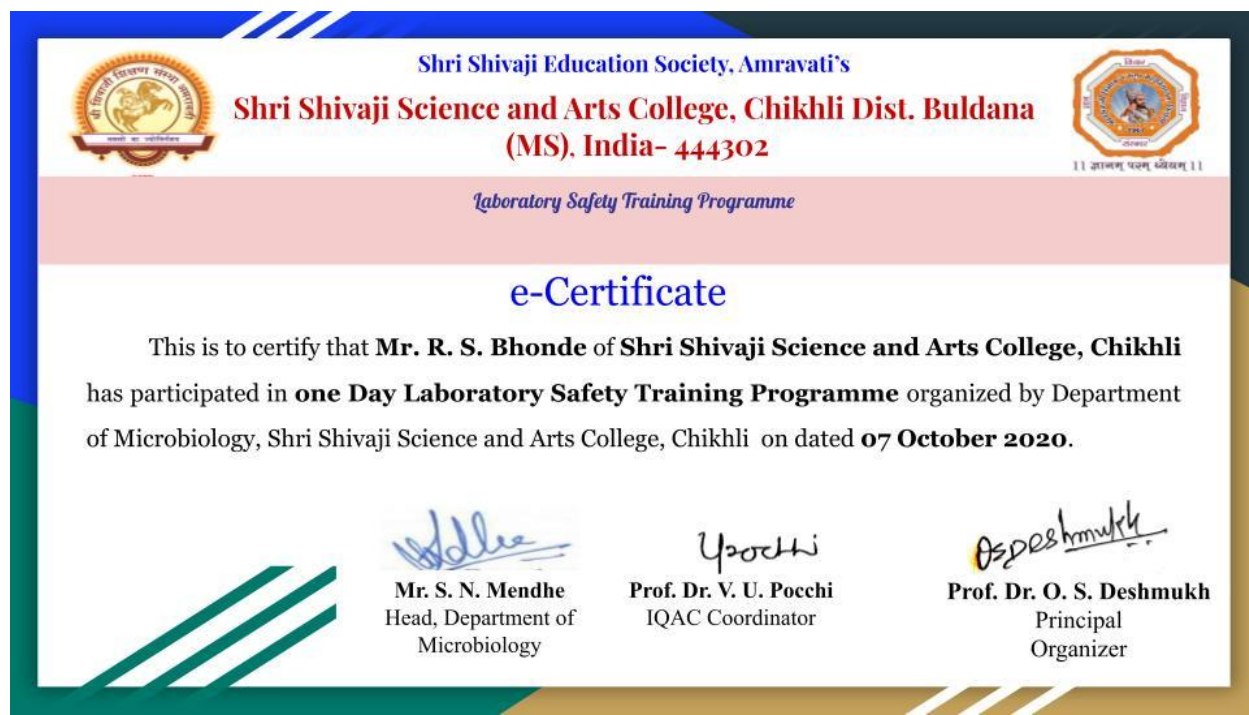 Shri Shivaji Education Society, Amravati's
Shri Shivaji Science and Arts College, Chikhli Dist. Buldana
(MS), India- 444302
|| ज्ञानम् परम् ध्येयम् ||
Laboratory Safety Training Programme
e-Certificate
This is to certify that Mr. R. S. Bhonde of Shri Shivaji Science and Arts College, Chikhli
has participated in one Day Laboratory Safety Training Programme organized by Department
of Microbiology, Shri Shivaji Science and Arts College, Chikhli on dated 07 October 2020.
Mr. S. N. Mendhe
Head, Department of
Microbiology
Prof. Dr. V. U. Pocchi
IQAC Coordinator
Prof. Dr. O. S. Deshmukh
Principal
Organizer